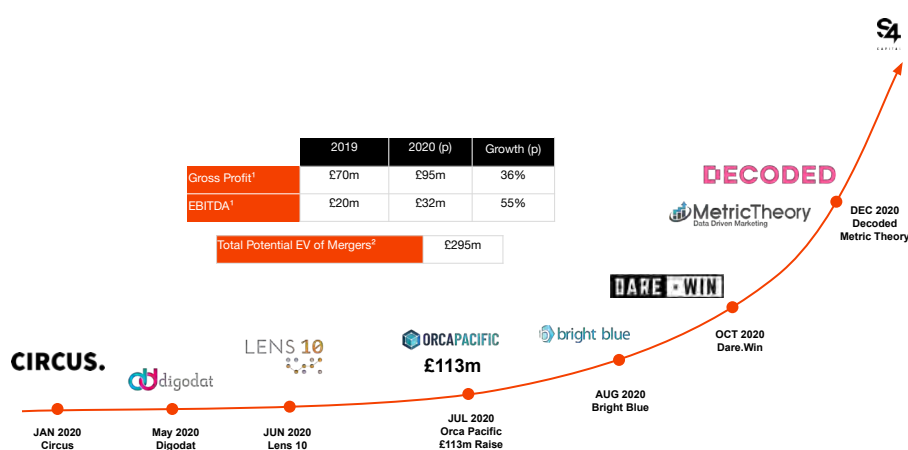 S4
CAPITAL
2019 2020 (p) Growth (p)
Gross Profit¹ £70m £95m 36%
EBITDA¹ £20m £32m 55%
Total Potential EV of Mergers² £295m
DECODED
MetricTheory
Data Driven Marketing
DEC 2020
Decoded
Metric Theory
DARE WIN
OCT 2020
Dare.Win
bright blue
AUG 2020
Bright Blue
ORCAPACIFIC
£113m
JUL 2020
Orca Pacific
£113m Raise
LENS 10
JUN 2020
Lens 10
digodat
May 2020
Digodat
CIRCUS.
JAN 2020
Circus